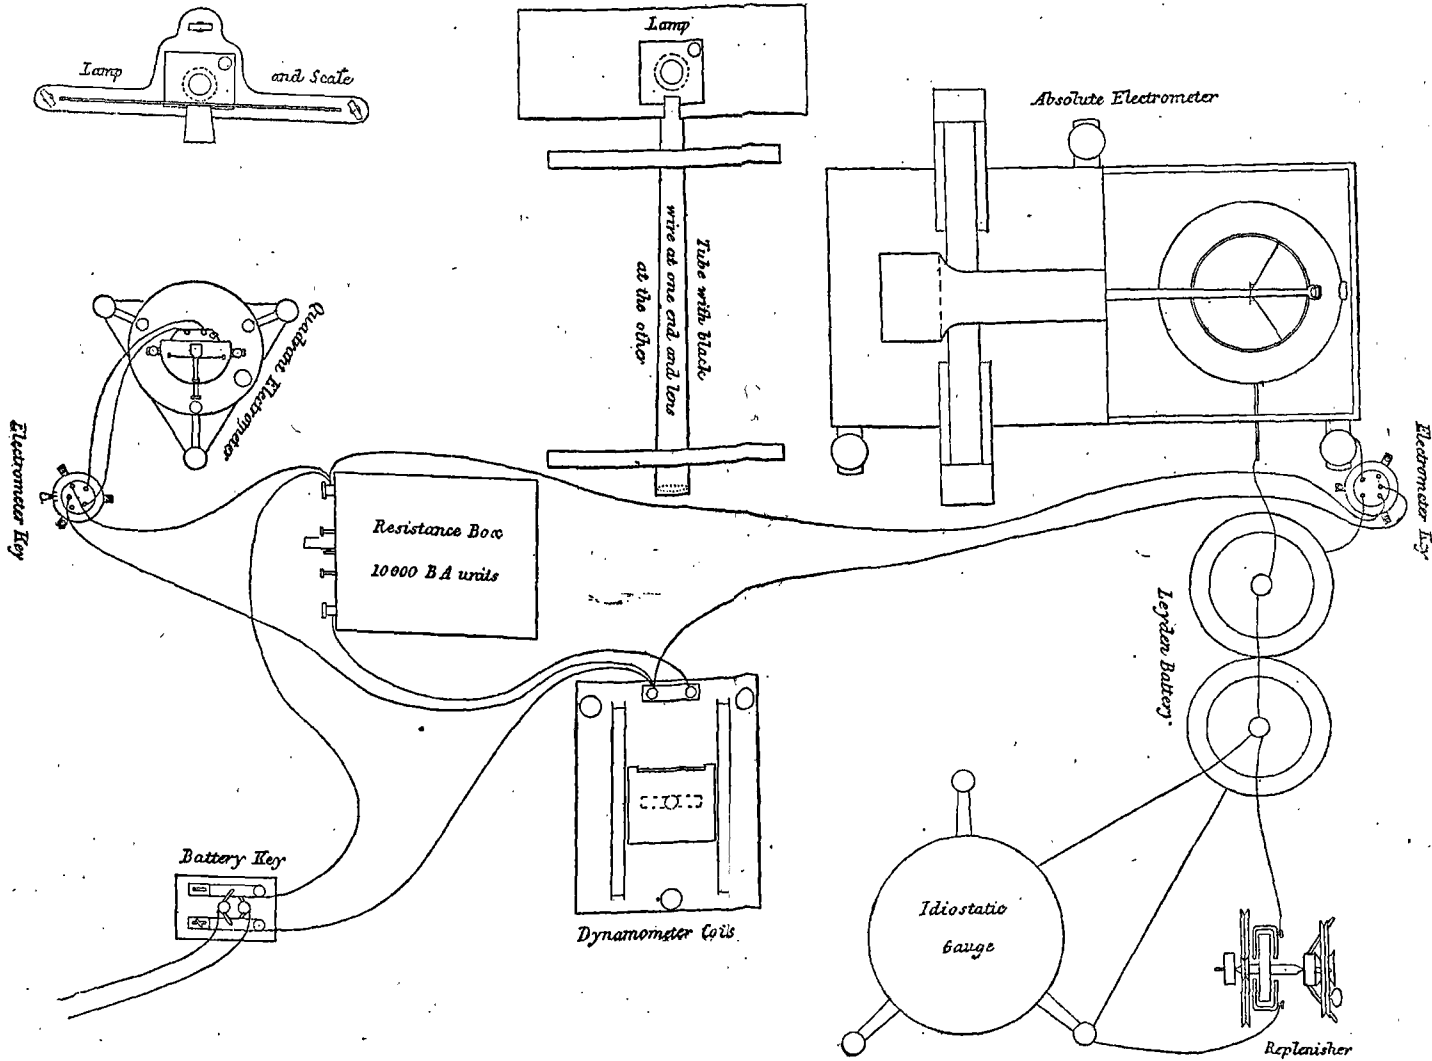 Lamp and Scale
Lamp
Absolute Electrometer
Tube with black
wire at one end and lens
at the other
Quadrant Electrometer
Electrometer Key
Electrometer Key
Resistance Box
10000 BA units
Leyden Battery
Battery Key
Dynamometer Coils
Idiostatic
Gauge
Replenisher